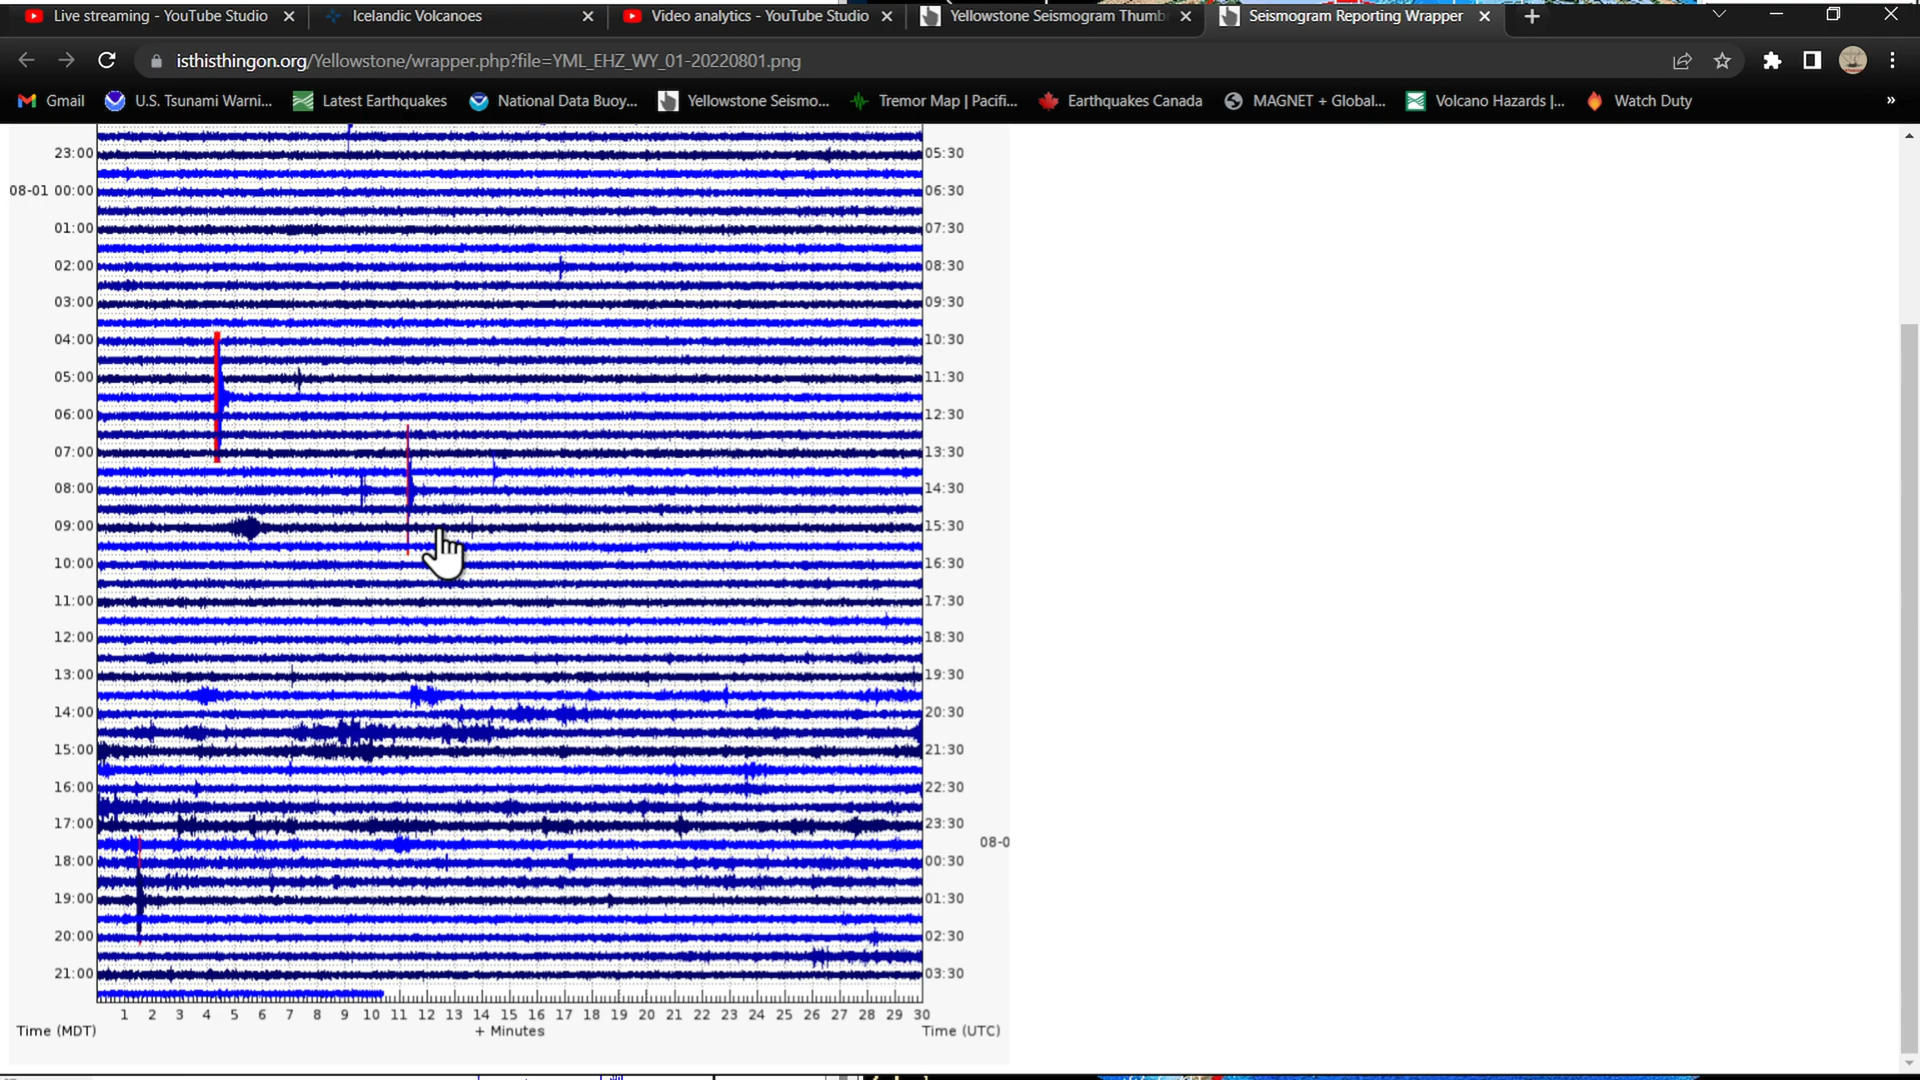 Live streaming - YouTube Studio
Icelandic Volcanoes
Video analytics - YouTube Studio
Yellowstone Seismogram Thumb
Seismogram Reporting Wrapper
isthisthingon.org/Yellowstone/wrapper.php?file=YML_EHZ_WY_01-20220801.png
Gmail
U.S. Tsunami Warni...
Latest Earthquakes
National Data Buoy...
Yellowstone Seismo...
Tremor Map | Pacifi...
Earthquakes Canada
MAGNET + Global...
Volcano Hazards |...
Watch Duty
»
23:00 05:30
08-01 00:00 06:30
01:00 07:30
02:00 08:30
03:00 09:30
04:00 10:30
05:00 11:30
06:00 12:30
07:00 13:30
08:00 14:30
09:00 15:30
10:00 16:30
11:00 17:30
12:00 18:30
13:00 19:30
14:00 20:30
15:00 21:30
16:00 22:30
17:00 23:30
08-0
18:00 00:30
19:00 01:30
20:00 02:30
21:00 03:30
1 2 3 4 5 6 7 8 9 10 11 12 13 14 15 16 17 18 19 20 21 22 23 24 25 26 27 28 29 30
Time (MDT) + Minutes Time (UTC)